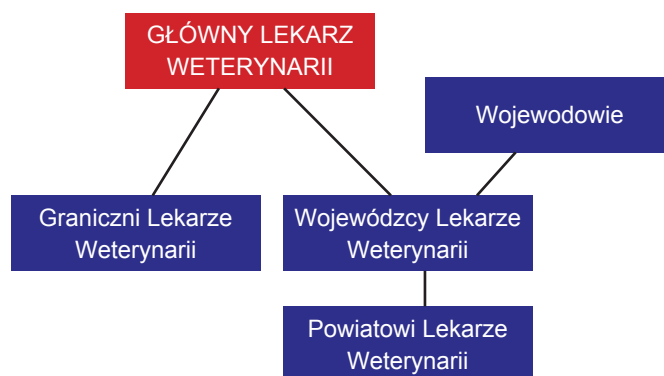 GŁÓWNY LEKARZ
WETERYNARII
Wojewodowie
Graniczni Lekarze
Weterynarii
Wojewódzcy Lekarze
Weterynarii
Powiatowi Lekarze
Weterynarii